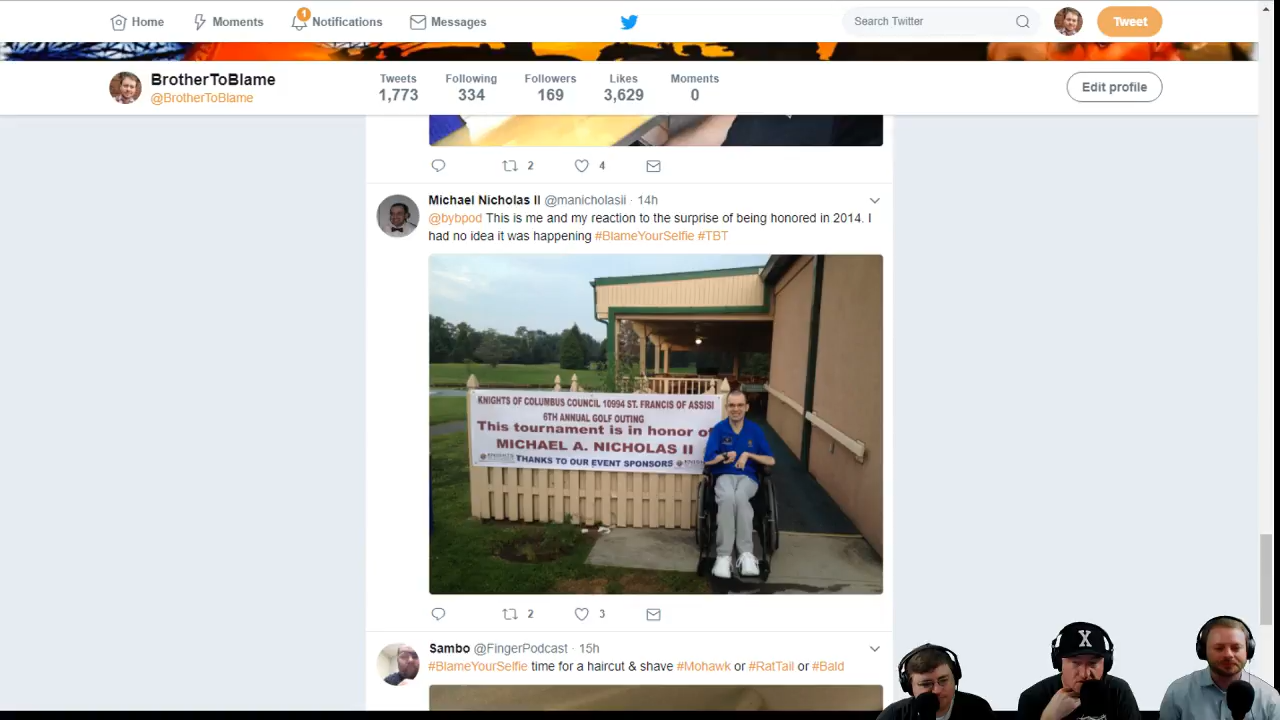 Home
Moments
1
Notifications
Messages
Search Twitter
Tweet
BrotherToBlame
@BrotherToBlame
Tweets
1,773
Following
334
Followers
169
Likes
3,629
Moments
0
Edit profile
2
4
Michael Nicholas II @manicholasii · 14h
@bybpod This is me and my reaction to the surprise of being honored in 2014. I
had no idea it was happening #BlameYourSelfie #TBT
KNIGHTS OF COLUMBUS COUNCIL 10994 ST. FRANCIS OF ASSISI
6TH ANNUAL GOLF OUTING
This tournament is in honor of
MICHAEL A. NICHOLAS II
THANKS TO OUR EVENT SPONSORS
2
3
Sambo @FingerPodcast · 15h
#BlameYourSelfie time for a haircut & shave #Mohawk or #RatTail or #Bald
X